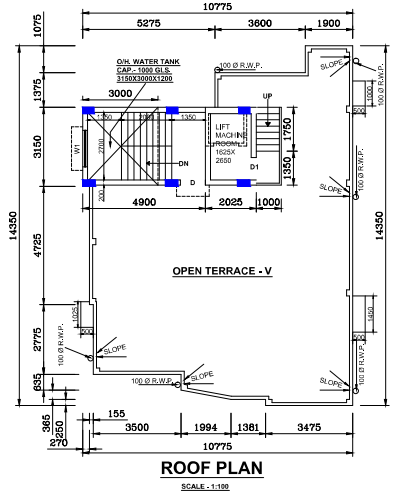 10775
5275 3600 1900
1075
O/H. WATER TANK
CAP.- 1000 GLS.
3150X3000X1200
100 Ø R.W.P.
SLOPE
1375
3000
UP
1000
500
1350
1350
LIFT
MACHINE
ROOM
1625X
2650
1750
3150
W1
2700
DN
D1
1350
200
D
SLOPE
100 Ø R.W.P.
4900 2025 1000
14350
14350
4725
OPEN TERRACE - V
1025
500
1450
500
2775
100 Ø R.W.P.
SLOPE
SLOPE
100 Ø R.W.P.
SLOPE
100 Ø R.W.P.
635
365
250
155
270
3500 1994 1381 3475
10775
ROOF PLAN
SCALE - 1:100